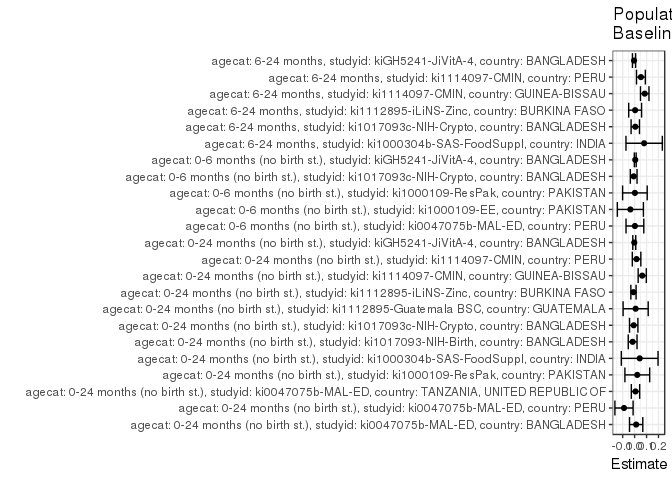 Populat
Baselin
agecat: 6-24 months, studyid: kiGH5241-JiVitA-4, country: BANGLADESH
agecat: 6-24 months, studyid: ki1114097-CMIN, country: PERU
agecat: 6-24 months, studyid: ki1114097-CMIN, country: GUINEA-BISSAU
agecat: 6-24 months, studyid: ki1112895-iLiNS-Zinc, country: BURKINA FASO
agecat: 6-24 months, studyid: ki1017093c-NIH-Crypto, country: BANGLADESH
agecat: 6-24 months, studyid: ki1000304b-SAS-FoodSuppl, country: INDIA
agecat: 0-6 months (no birth st.), studyid: kiGH5241-JiVitA-4, country: BANGLADESH
agecat: 0-6 months (no birth st.), studyid: ki1017093c-NIH-Crypto, country: BANGLADESH
agecat: 0-6 months (no birth st.), studyid: ki1000109-ResPak, country: PAKISTAN
agecat: 0-6 months (no birth st.), studyid: ki1000109-EE, country: PAKISTAN
agecat: 0-6 months (no birth st.), studyid: ki0047075b-MAL-ED, country: PERU
agecat: 0-24 months (no birth st.), studyid: kiGH5241-JiVitA-4, country: BANGLADESH
agecat: 0-24 months (no birth st.), studyid: ki1114097-CMIN, country: PERU
agecat: 0-24 months (no birth st.), studyid: ki1114097-CMIN, country: GUINEA-BISSAU
agecat: 0-24 months (no birth st.), studyid: ki1112895-iLiNS-Zinc, country: BURKINA FASO
agecat: 0-24 months (no birth st.), studyid: ki1112895-Guatemala BSC, country: GUATEMALA
agecat: 0-24 months (no birth st.), studyid: ki1017093c-NIH-Crypto, country: BANGLADESH
agecat: 0-24 months (no birth st.), studyid: ki1017093-NIH-Birth, country: BANGLADESH
agecat: 0-24 months (no birth st.), studyid: ki1000304b-SAS-FoodSuppl, country: INDIA
agecat: 0-24 months (no birth st.), studyid: ki1000109-ResPak, country: PAKISTAN
agecat: 0-24 months (no birth st.), studyid: ki0047075b-MAL-ED, country: TANZANIA, UNITED REPUBLIC OF
agecat: 0-24 months (no birth st.), studyid: ki0047075b-MAL-ED, country: PERU
agecat: 0-24 months (no birth st.), studyid: ki0047075b-MAL-ED, country: BANGLADESH
0.2
Estimate